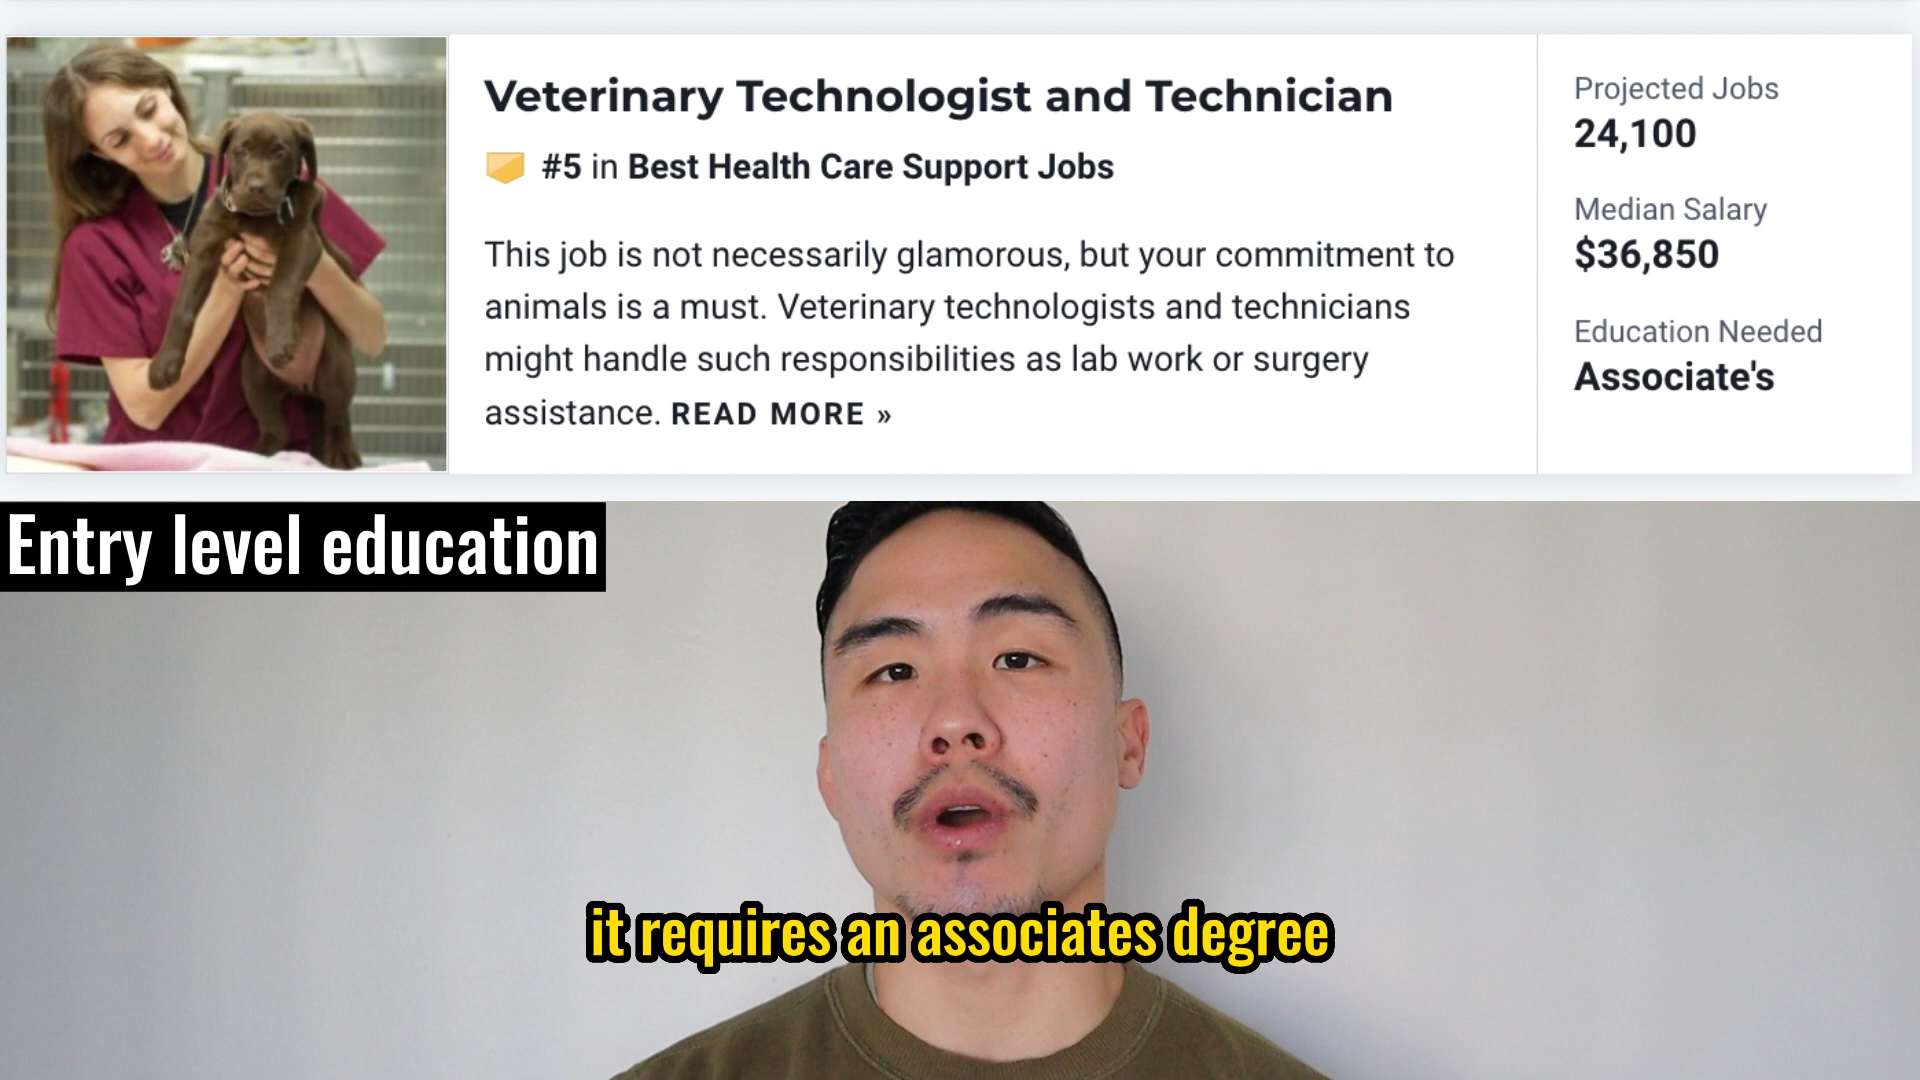 Veterinary Technologist and Technician
#5 in Best Health Care Support Jobs
This job is not necessarily glamorous, but your commitment to
animals is a must. Veterinary technologists and technicians
might handle such responsibilities as lab work or surgery
assistance. READ MORE »
Projected Jobs
24,100
Median Salary
$36,850
Education Needed
Associate's
Entry level education
it requires an associates degree